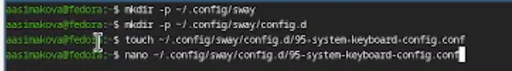 aasimakova@fedora:~$ mkdir -p ~/.config/sway
aasimakova@fedora:~$ mkdir -p ~/.config/sway/config.d
aasimakova@fedora:~$ touch ~/.config/sway/config.d/95-system-keyboard-config.conf
aasimakova@fedora:~$ nano ~/.config/sway/config.d/95-system-keyboard-config.conf